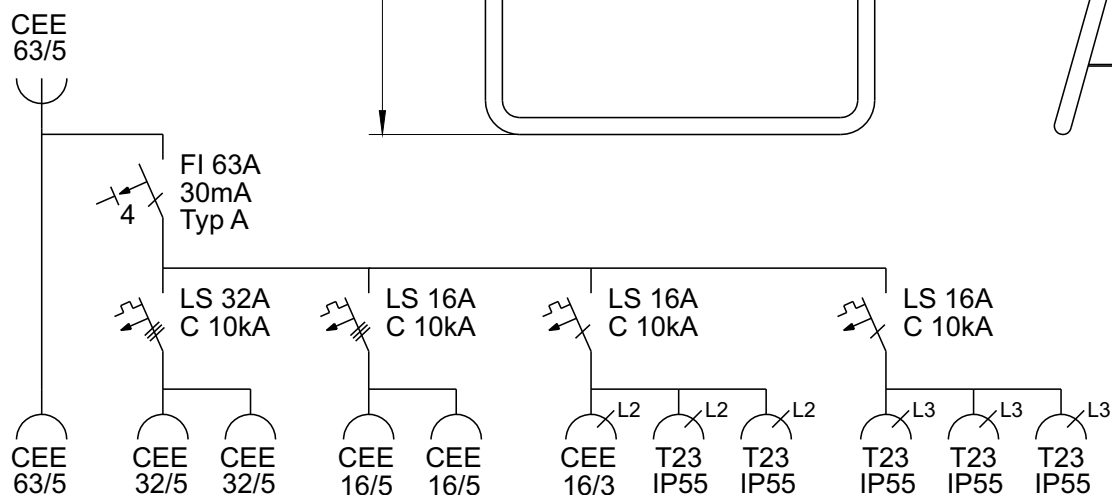 CEE
63/5
FI 63A
30mA
Typ A
4
LS 32A
C 10kA
LS 16A
C 10kA
LS 16A
C 10kA
LS 16A
C 10kA
L2
L2
L2
L3
L3
L3
CEE
63/5
CEE
32/5
CEE
32/5
CEE
16/5
CEE
16/5
CEE
16/3
T23
IP55
T23
IP55
T23
IP55
T23
IP55
T23
IP55